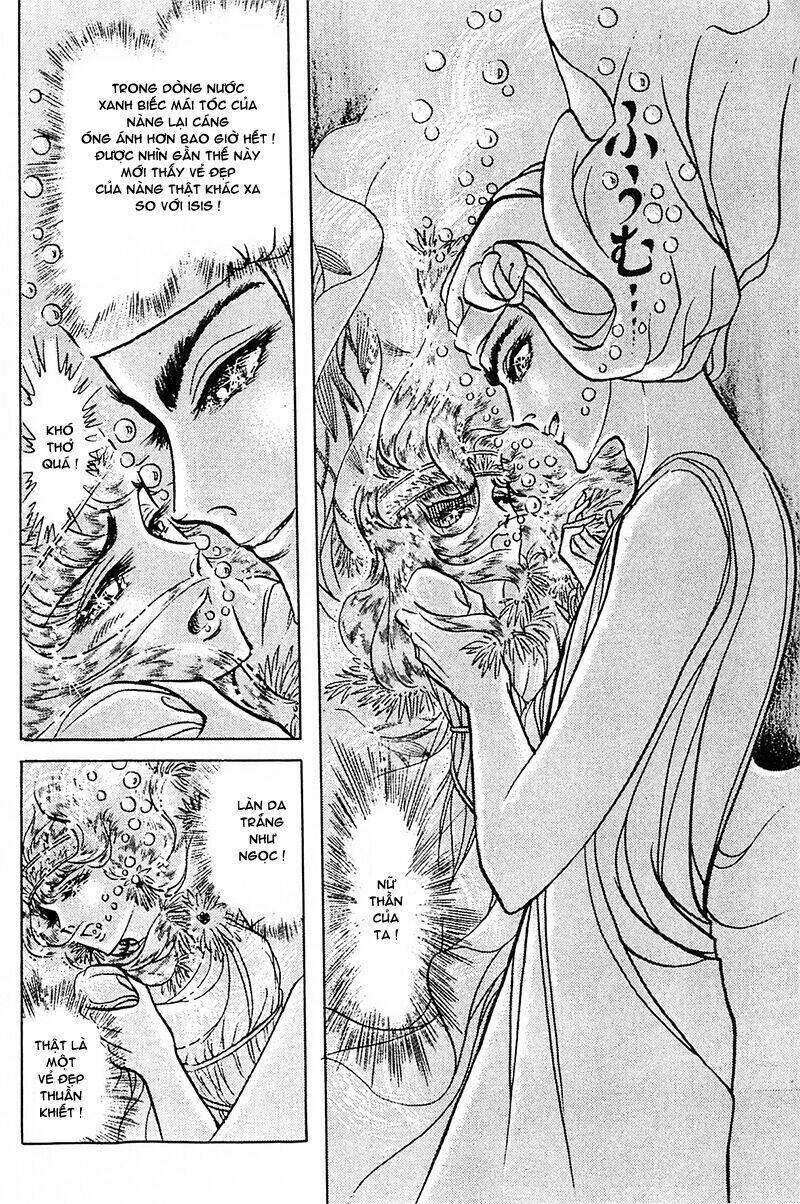 TRONG DÒNG NƯỚC
XANH BIẾC MÁI TÓC CỦA
NÀNG LẠI CÁNG
ÓNG ÁNH HƠN BAO GIỜ HẾT !
ĐƯỢC NHÌN GẦN THẾ NÀY
MỚI THẤY VẺ ĐẸP
CỦA NÀNG THẬT KHÁC XA
SO VỚI ISIS !
ふうむ…
KHÓ
THỞ
QUÁ !
NỮ
THẦN
CỦA
TA !
LÀN DA
TRẮNG
NHƯ
NGỌC !
THẬT LÀ
MỘT
VẺ ĐẸP
THUẦN
KHIẾT !